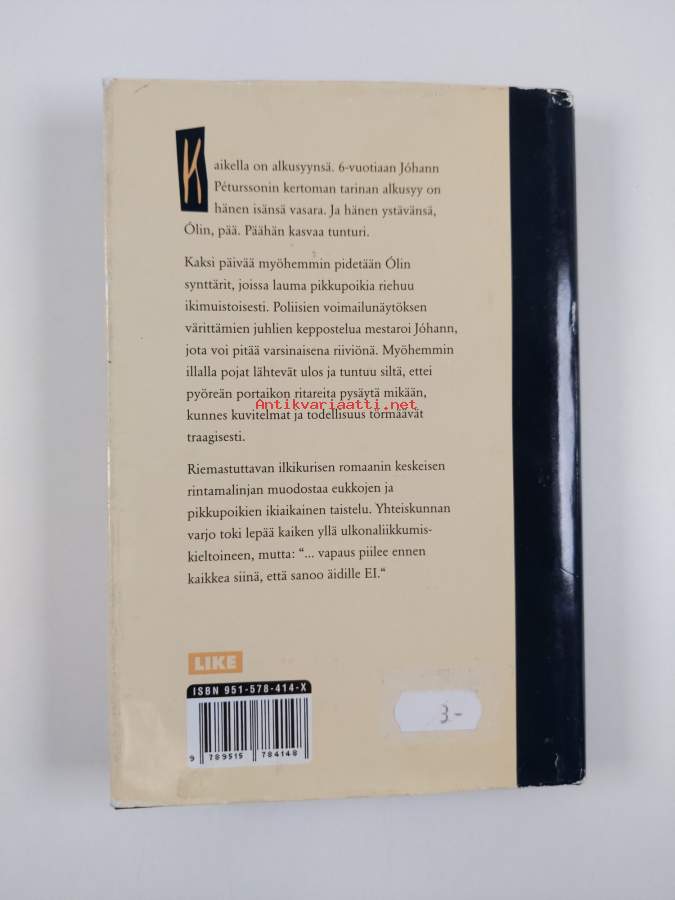 Kaikella on alkusyynsä. 6-vuotiaan Jóhann
Péturssonin kertoman tarinan alkusyy on
hänen isänsä vasara. Ja hänen ystävänsä,
Ólin, pää. Päähän kasvaa tunturi.
Kaksi päivää myöhemmin pidetään Ólin
synttärit, joissa lauma pikkupoikia riehuu
ikimuistoisesti. Poliisien voimailunäytöksen
värittämien juhlien keppostelua mestaroi Jóhann,
jota voi pitää varsinaisena riiviönä. Myöhemmin
illalla pojat lähtevät ulos ja tuntuu siltä, ettei
pyöreän portaikon ritareita pysäytä mikään,
Antikvariaatti.net
kunnes kuvitelmat ja todellisuus törmäävät
traagisesti.
Riemastuttavan ilkikurisen romaanin keskeisen
rintamalinjan muodostaa eukkojen ja
pikkupoikien ikiaikainen taistelu. Yhteiskunnan
varjo toki lepää kaiken yllä ulkonaliikkumis-
kieltoineen, mutta: “... vapaus piilee ennen
kaikkea siinä, että sanoo äidille EI.“
LIKE
ISBN 951-578-414-X
9 789515 784148
3.-